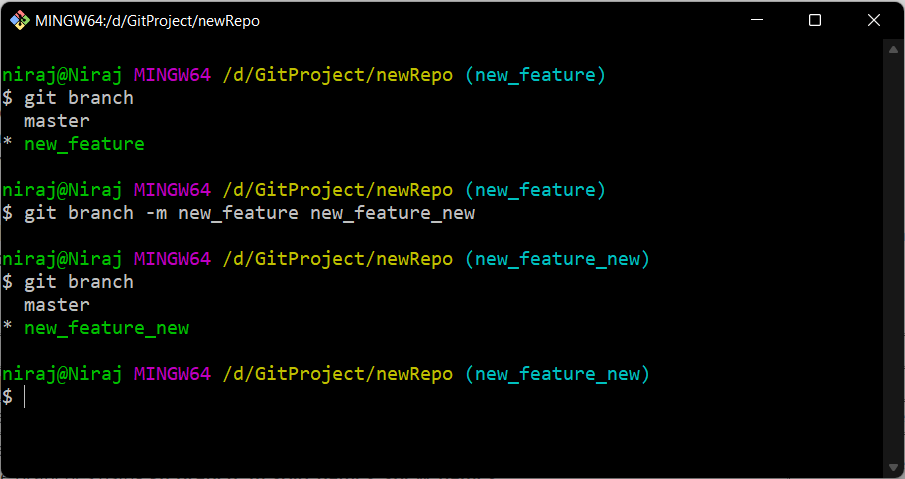 MINGW64:/d/GitProject/newRepo
niraj@Niraj MINGW64 /d/GitProject/newRepo (new_feature)
$ git branch
  master
* new_feature
niraj@Niraj MINGW64 /d/GitProject/newRepo (new_feature)
$ git branch -m new_feature new_feature_new
niraj@Niraj MINGW64 /d/GitProject/newRepo (new_feature_new)
$ git branch
  master
* new_feature_new
niraj@Niraj MINGW64 /d/GitProject/newRepo (new_feature_new)
$